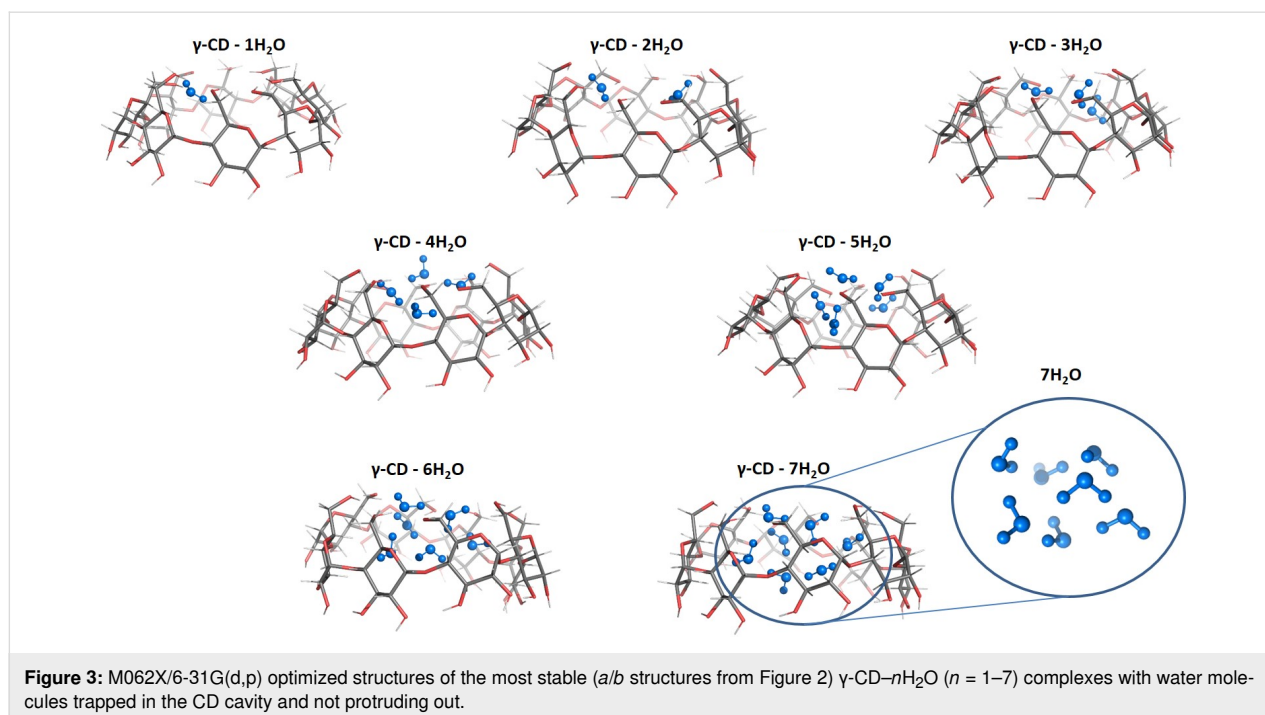 γ-CD - 1H₂O
γ-CD - 2H₂O
γ-CD - 3H₂O
γ-CD - 4H₂O
γ-CD - 5H₂O
7H₂O
γ-CD - 6H₂O
γ-CD - 7H₂O
Figure 3: M062X/6-31G(d,p) optimized structures of the most stable (a/b structures from Figure 2) γ-CD–nH₂O (n = 1–7) complexes with water mole-
cules trapped in the CD cavity and not protruding out.